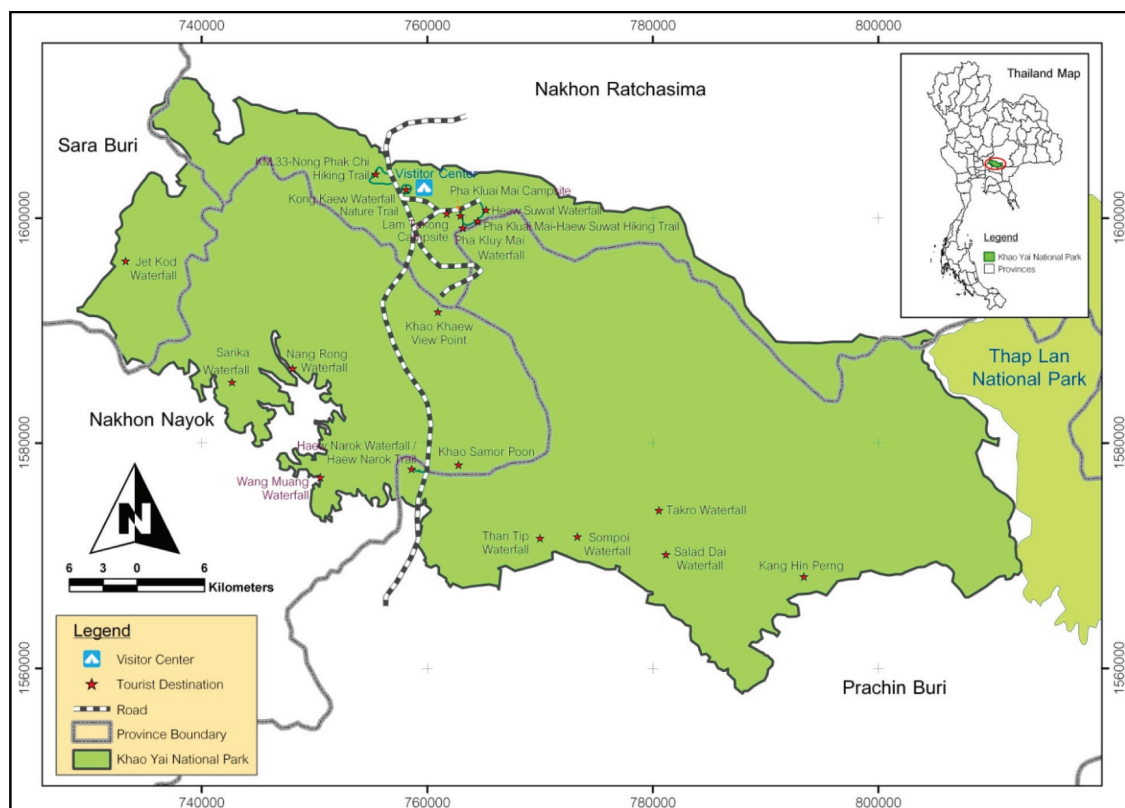 740000
760000
780000
800000
Nakhon Ratchasima
Thailand Map
Sara Buri
KM.33-Nong Phak Chi
Hiking Trail
Vistitor Center
Pha Kluai Mai Campsite
Kong Kaew Waterfall
Nature Trail
Heaw Suwat Waterfall
Lam Takong
Campsite
Pha Kluai Mai-Haew Suwat Hiking Trail
Pha Kluy Mai
Waterfall
1600000
1600000
Legend
Khao Yai National Park
Provinces
Jet Kod
Waterfall
Khao Khaew
View Point
Sarika
Waterfall
Nang Rong
Waterfall
Thap Lan
National Park
Nakhon Nayok
Haew Narok Waterfall /
Haew Narok Trail
Khao Samor Poon
1580000
1580000
Wang Muang
Waterfall
Takro Waterfall
Than Tip
Waterfall
Sompoi
Waterfall
Salad Dai
Waterfall
Kang Hin Perng
N
6 3 0 6
Kilometers
Legend
Visitor Center
Tourist Destination
Road
Province Boundary
Khao Yai National Park
Prachin Buri
1560000
1560000
740000
760000
780000
800000